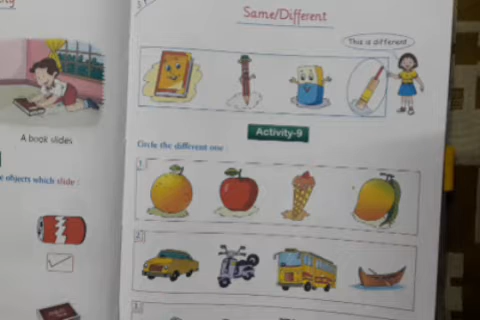 Same/Different
This is different
A book slides
Activity-9
Circle the different one :
objects which slide :
1.
2.
3.